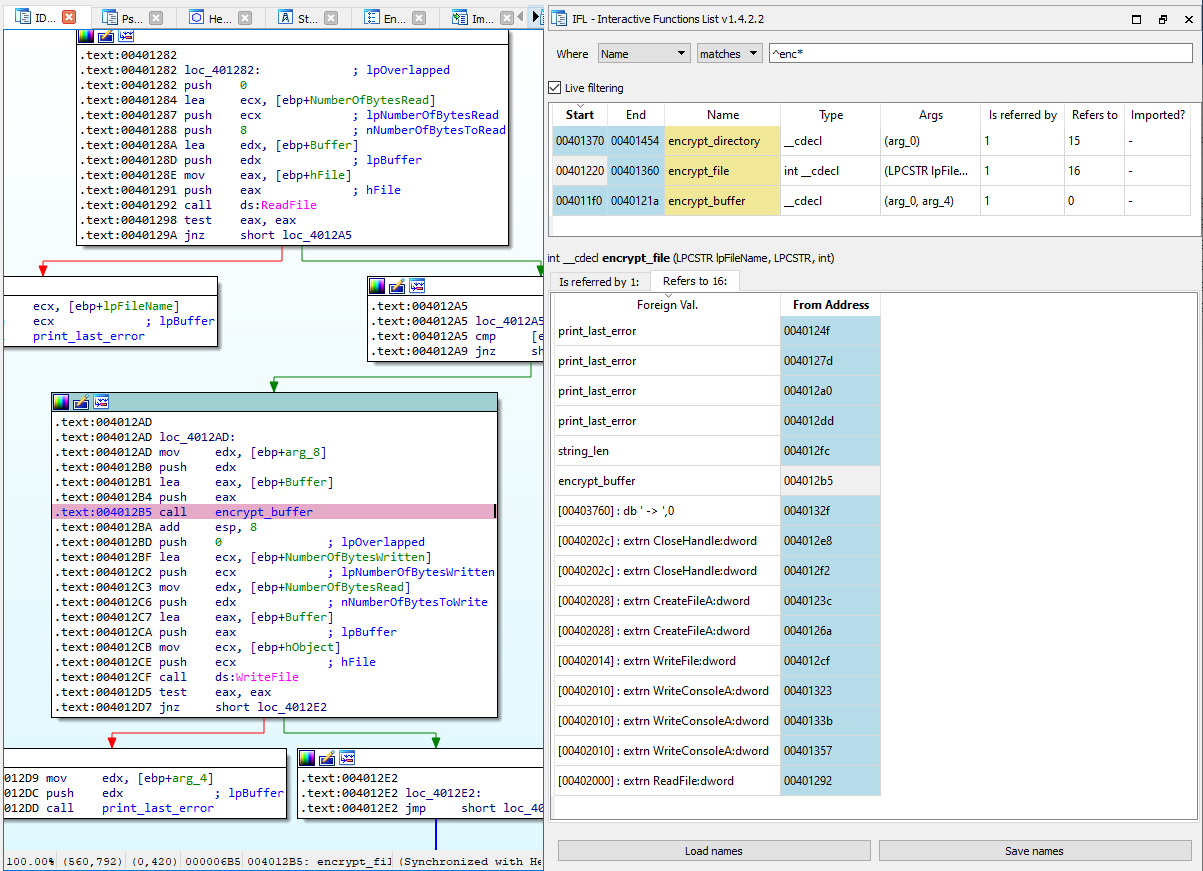 ID...
Ps...
He...
St...
En...
Im...
.text:00401282
.text:00401282 loc_401282: ; lpOverlapped
.text:00401282 push 0
.text:00401284 lea ecx, [ebp+NumberOfBytesRead]
.text:00401287 push ecx ; lpNumberOfBytesRead
.text:00401288 push 8 ; nNumberOfBytesToRead
.text:0040128A lea edx, [ebp+Buffer]
.text:0040128D push edx ; lpBuffer
.text:0040128E mov eax, [ebp+hFile]
.text:00401291 push eax ; hFile
.text:00401292 call ds:ReadFile
.text:00401298 test eax, eax
.text:0040129A jnz short loc_4012A5
ecx, [ebp+lpFileName]
ecx ; lpBuffer
print_last_error
.text:004012A5
.text:004012A5 loc_4012A5
.text:004012A5 cmp [e
.text:004012A9 jnz sh
.text:004012AD
.text:004012AD loc_4012AD:
.text:004012AD mov edx, [ebp+arg_8]
.text:004012B0 push edx
.text:004012B1 lea eax, [ebp+Buffer]
.text:004012B4 push eax
.text:004012B5 call encrypt_buffer
.text:004012BA add esp, 8
.text:004012BD push 0 ; lpOverlapped
.text:004012BF lea ecx, [ebp+NumberOfBytesWritten]
.text:004012C2 push ecx ; lpNumberOfBytesWritten
.text:004012C3 mov edx, [ebp+NumberOfBytesRead]
.text:004012C6 push edx ; nNumberOfBytesToWrite
.text:004012C7 lea eax, [ebp+Buffer]
.text:004012CA push eax ; lpBuffer
.text:004012CB mov ecx, [ebp+hObject]
.text:004012CE push ecx ; hFile
.text:004012CF call ds:WriteFile
.text:004012D5 test eax, eax
.text:004012D7 jnz short loc_4012E2
012D9 mov edx, [ebp+arg_4]
012DC push edx ; lpBuffer
012DD call print_last_error
.text:004012E2
.text:004012E2 loc_4012E2:
.text:004012E2 jmp short loc_40
100.00% (560,792) (0,420) 000006B5 004012B5: encrypt_fil (Synchronized with He
IFL - Interactive Functions List v1.4.2.2
Where Name matches ^enc*
Live filtering
Start End Name Type Args Is referred by Refers to Imported?
00401370 00401454 encrypt_directory __cdecl (arg_0) 1 15 -
00401220 00401360 encrypt_file int __cdecl (LPCSTR lpFile... 1 16 -
004011f0 0040121a encrypt_buffer __cdecl (arg_0, arg_4) 1 0 -
int __cdecl encrypt_file (LPCSTR lpFileName, LPCSTR, int)
Is referred by 1: Refers to 16:
Foreign Val. From Address
print_last_error 0040124f
print_last_error 0040127d
print_last_error 004012a0
print_last_error 004012dd
string_len 004012fc
encrypt_buffer 004012b5
[00403760] : db ' -> ',0 0040132f
[0040202c] : extrn CloseHandle:dword 004012e8
[0040202c] : extrn CloseHandle:dword 004012f2
[00402028] : extrn CreateFileA:dword 0040123c
[00402028] : extrn CreateFileA:dword 0040126a
[00402014] : extrn WriteFile:dword 004012cf
[00402010] : extrn WriteConsoleA:dword 00401323
[00402010] : extrn WriteConsoleA:dword 0040133b
[00402010] : extrn WriteConsoleA:dword 00401357
[00402000] : extrn ReadFile:dword 00401292
Load names Save names